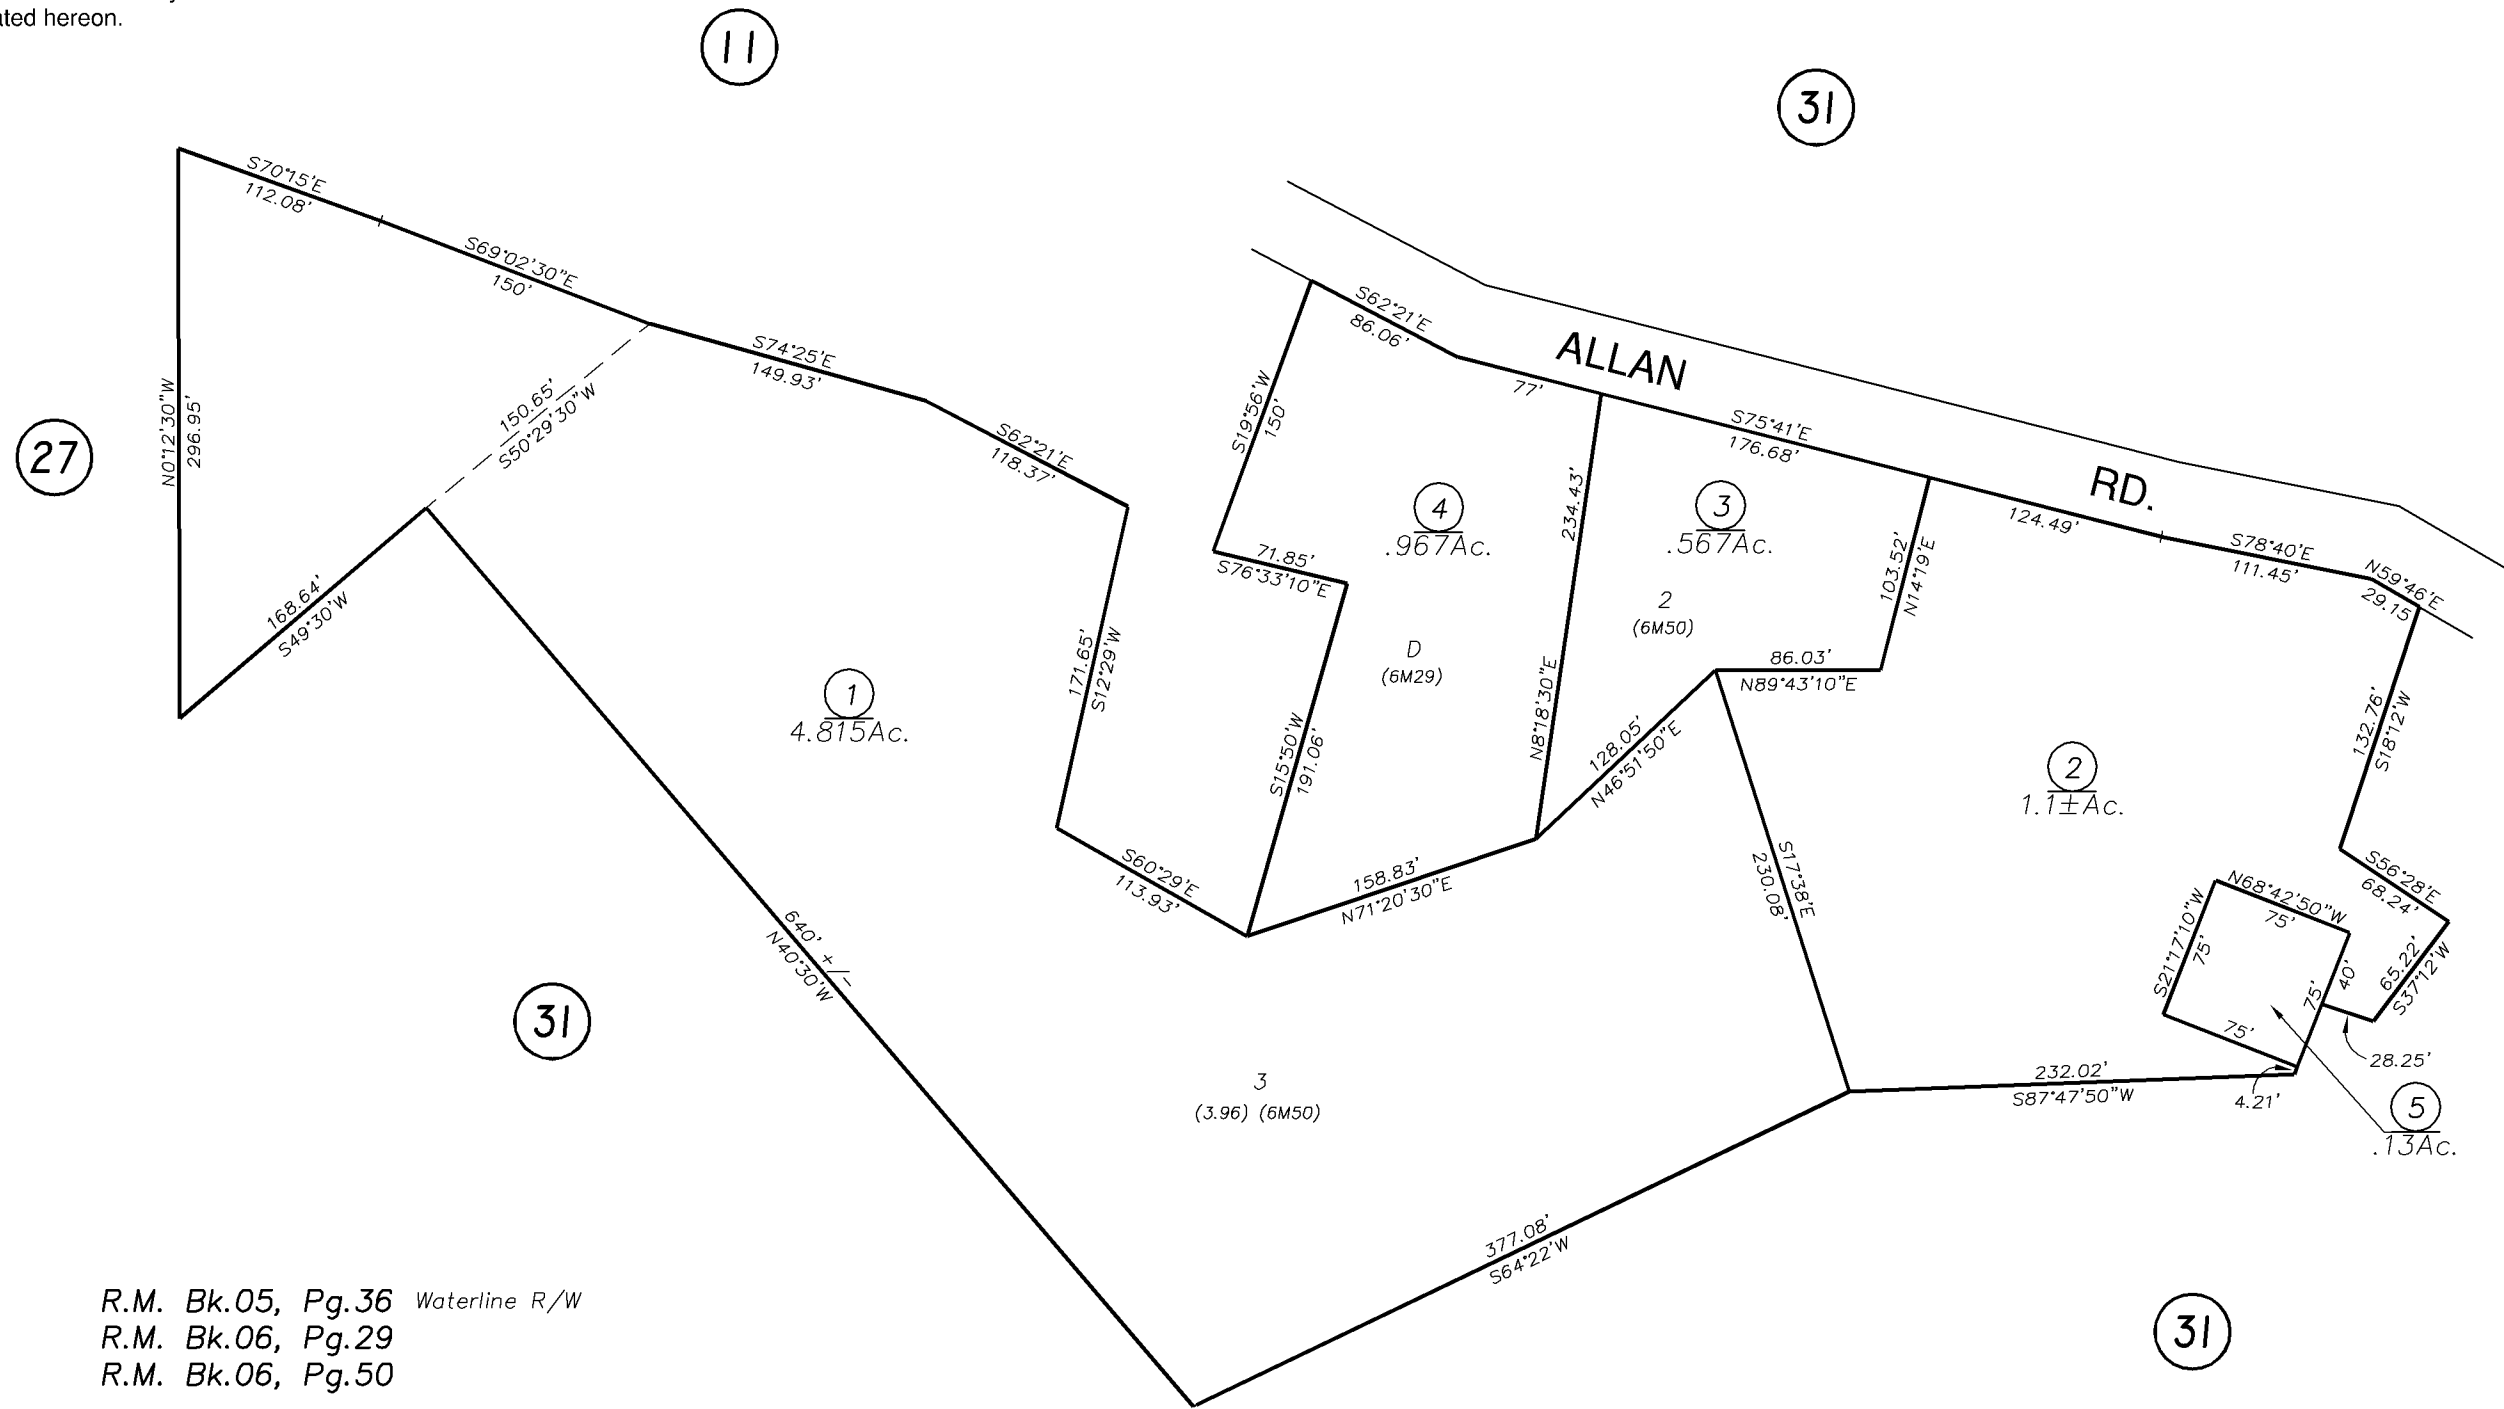 ated hereon.
11
31
S70°15'E
112.08'
S69°02'30"E
150'
N0°12'30"W
296.95'
150.65'
S50°29'30"W
S74°25'E
149.93'
S62°21'E
118.37'
27
168.64'
S49°30'W
S62°21'E
86.06'
ALLAN
RD.
77'
S19°56'W
150'
S75°41'E
176.68'
124.49'
S78°40'E
111.45'
N59°46'E
29.15
4
.967Ac.
3
.567Ac.
71.85'
S76°33'10"E
234.43'
N8°18'30"E
103.52'
N14°19'E
2
(6M50)
D
(6M29)
86.03'
N89°43'10"E
171.65'
S12°29'W
1
4.815Ac.
S15°50'W
191.06'
128.05'
N46°51'50"E
132.76'
S18°12'W
2
1.1±Ac.
S60°29'E
113.93'
158.83'
N71°20'30"E
S17°38'E
230.08'
S56°28'E
68.24'
N68°42'50"W
75'
S21°17'10"W
75'
75'
40'
75'
65.22'
S37°12'W
28.25'
640' +/-
N40°30'W
31
3
(3.96) (6M50)
232.02'
S87°47'50"W
4.21'
5
.13Ac.
377.08'
S64°22'W
31
R.M. Bk.05, Pg.36 Waterline R/W
R.M. Bk.06, Pg.29
R.M. Bk.06, Pg.50